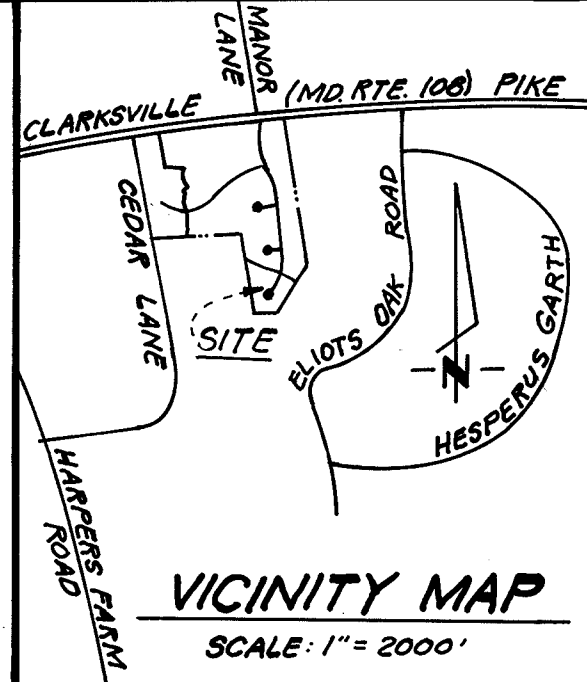 MANOR
LANE
CLARKSVILLE (MD. RTE. 108) PIKE
CEDAR LANE
ELIOTS OAK ROAD
HESPERUS GARTH
SITE
N
HARPERS FARM
ROAD
VICINITY MAP
SCALE: 1" = 2000'